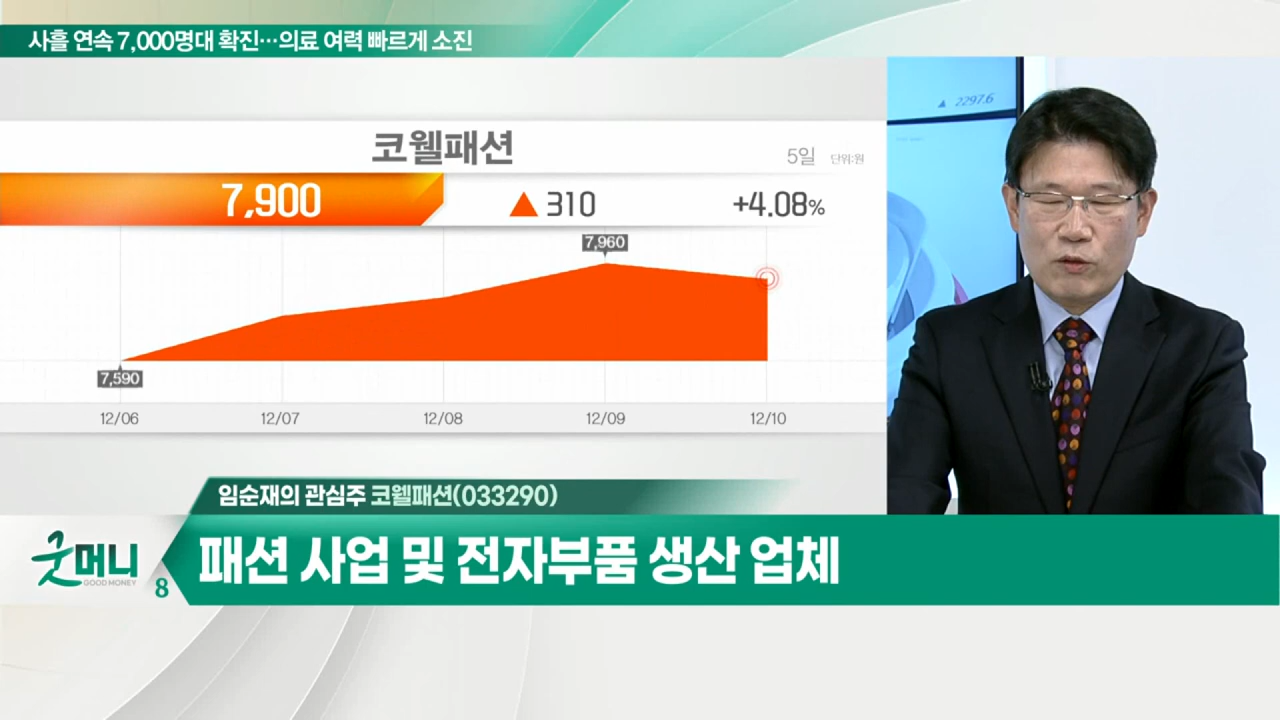 사흘 연속 7,000명대 확진…의료 여력 빠르게 소진
▲ 2297.6
코웰패션
5일 단위:원
7,900 ▲ 310 +4.08%
7,960
7,590
12/06 12/07 12/08 12/09 12/10
임순재의 관심주 코웰패션(033290)
굿머니
GOOD MONEY
8
패션 사업 및 전자부품 생산 업체